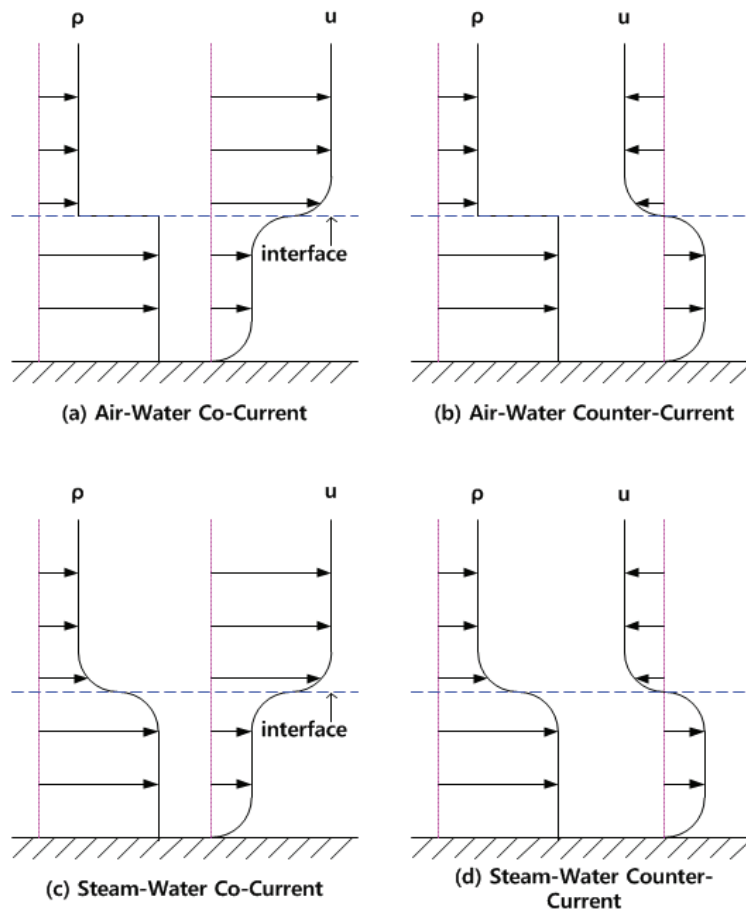 ρ u ρ u
interface
(a) Air-Water Co-Current (b) Air-Water Counter-Current
ρ u ρ u
interface
(c) Steam-Water Co-Current (d) Steam-Water Counter-
Current